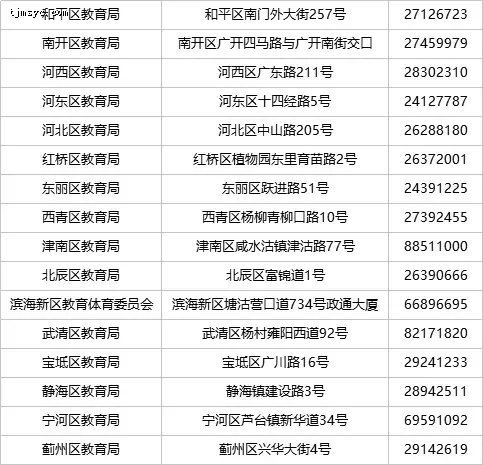 tjmsyz.com
和平区教育局 和平区南门外大街257号 27126723
南开区教育局 南开区广开四马路与广开南街交口 27459979
河西区教育局 河西区广东路211号 28302310
河东区教育局 河东区十四经路5号 24127787
河北区教育局 河北区中山路205号 26288180
红桥区教育局 红桥区植物园东里育苗路2号 26372001
东丽区教育局 东丽区跃进路51号 24391225
西青区教育局 西青区杨柳青柳口路10号 27392455
津南区教育局 津南区咸水沽镇津沽路77号 88511000
北辰区教育局 北辰区富锦道1号 26390666
滨海新区教育体育委员会 滨海新区塘沽营口道734号政通大厦 66896695
武清区教育局 武清区杨村雍阳西道92号 82171820
宝坻区教育局 宝坻区广川路16号 29241233
静海区教育局 静海镇建设路3号 28942511
宁河区教育局 宁河区芦台镇新华道34号 69591092
蓟州区教育局 蓟州区兴华大街4号 29142619